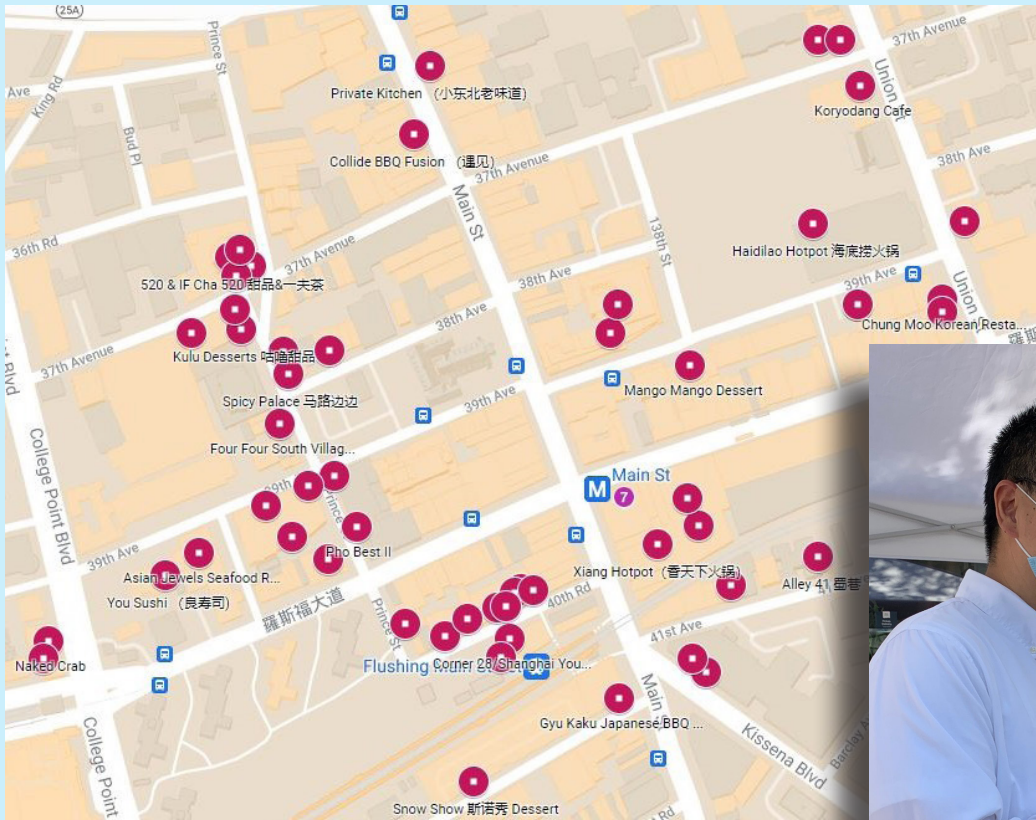 25A
Prince St
37th Ave
King Rd
Ave
Union St
Private Kitchen （小东北老味道）
Koryodang Cafe
Bud Pl
Collide BBQ Fusion （遇见）
37th Avenue
38th Ave
Main St
138th St
36th Rd
37th Avenue
Haidilao Hotpot 海底捞火锅
520 & IF Cha 520 甜品&一夫茶
38th Ave
39th Ave
Union
38th Ave
Chung Moo Korean Resta...
Kulu Desserts 咕噜甜品
37th Avenue
Blvd
39th Ave
Mango Mango Dessert
Spicy Palace 马路边边
Four Four South Villag...
College Point Blvd
Main St
M
7
39th Ave
Pho Best II
Asian Jewels Seafood R...
Xiang Hotpot（香天下火锅）
Alley 41 蜀巷
You Sushi （良寿司）
羅斯福大道
40th Rd
Prince St
41st Ave
Naked Crab
Flushing Main
Corner 28 Shanghai You...
Main
Gyu Kaku Japanese BBQ ...
College Point
Kissena Blvd
Snow Show 斯诺秀 Dessert
Rd